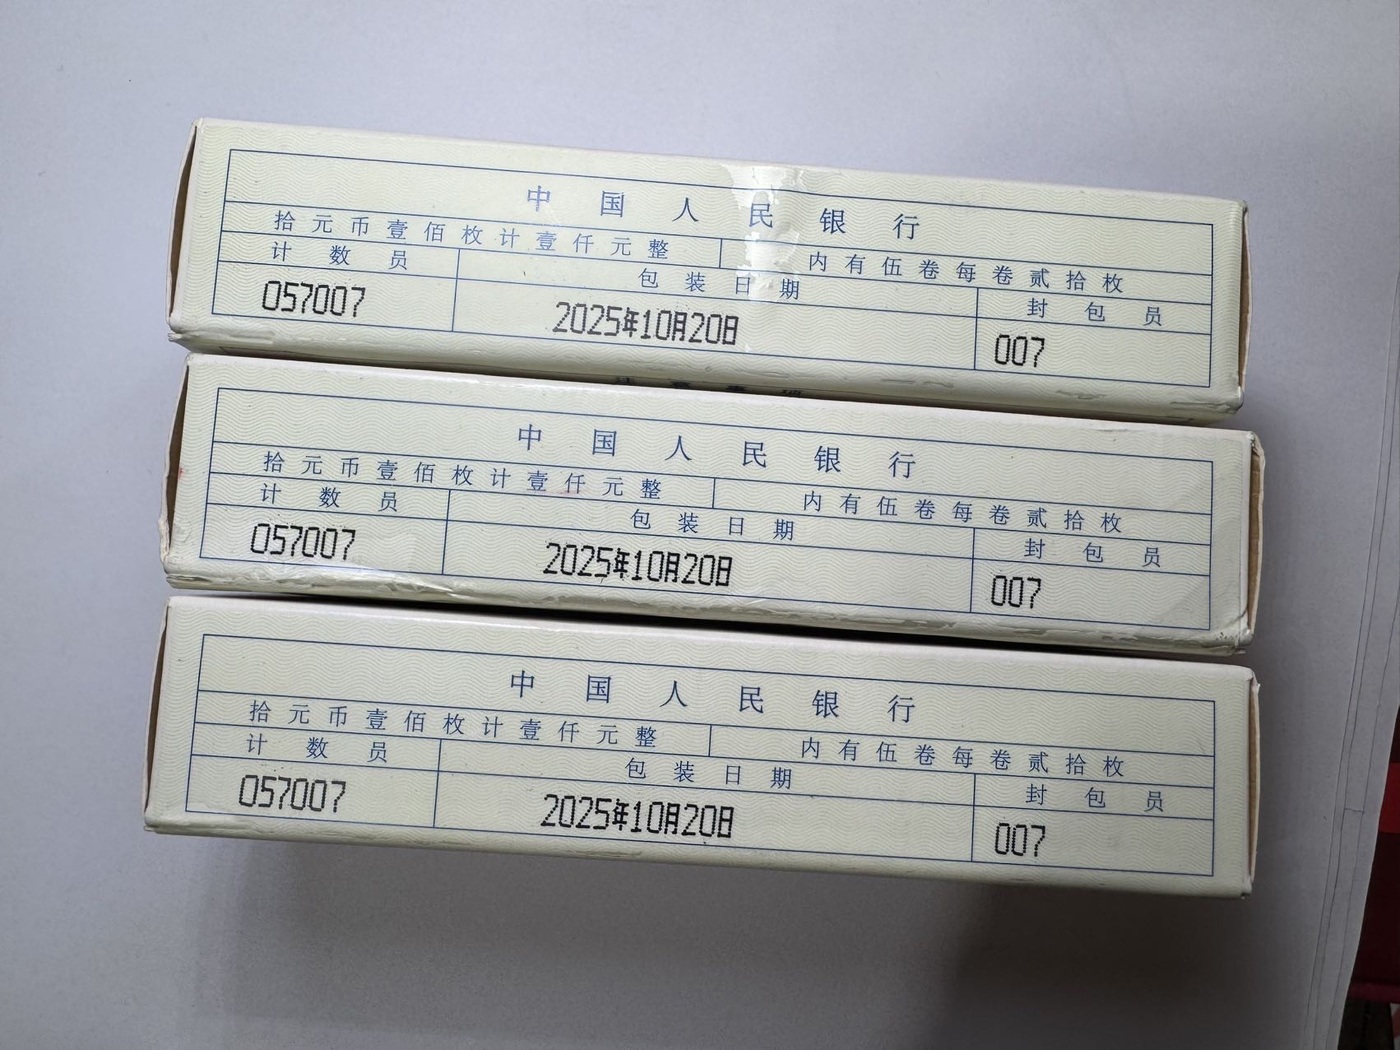 中国人民银行
拾元币壹佰枚计壹仟元整 内有伍卷每卷贰拾枚
计数员 包装日期 封包员
057007 2025年10月20日 007
中国人民银行
拾元币壹佰枚计壹仟元整 内有伍卷每卷贰拾枚
计数员 包装日期 封包员
057007 2025年10月20日 007
中国人民银行
拾元币壹佰枚计壹仟元整 内有伍卷每卷贰拾枚
计数员 包装日期 封包员
057007 2025年10月20日 007